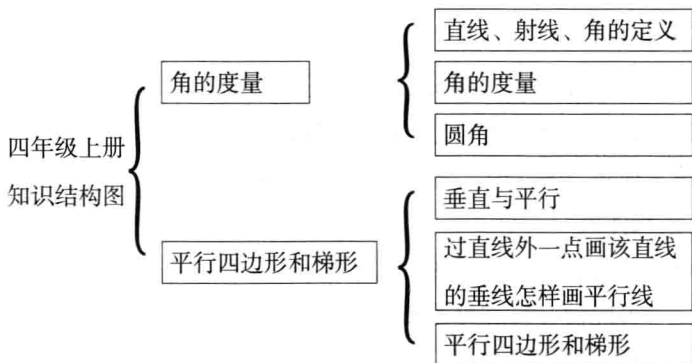 四年级上册
知识结构图
角的度量
直线、射线、角的定义
角的度量
圆角
平行四边形和梯形
垂直与平行
过直线外一点画该直线
的垂线怎样画平行线
平行四边形和梯形